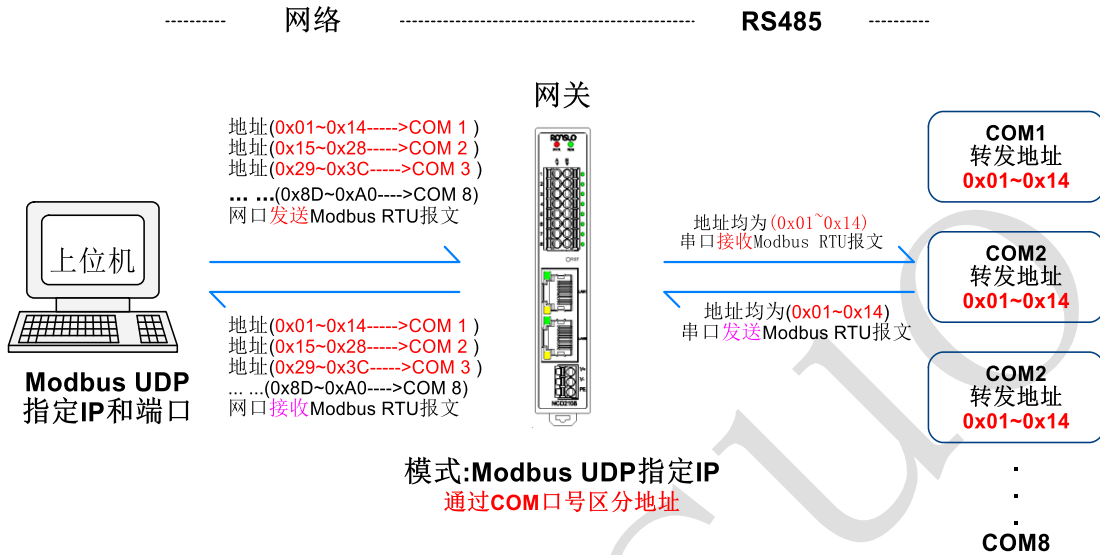 网络
RS485
网关
地址(0x01~0x14----->COM 1 )
地址(0x15~0x28----->COM 2 )
地址(0x29~0x3C----->COM 3 )
... ...(0x8D~0xA0---->COM 8)
网口发送Modbus RTU报文
上位机
Modbus UDP
指定IP和端口
地址(0x01~0x14----->COM 1 )
地址(0x15~0x28----->COM 2 )
地址(0x29~0x3C----->COM 3 )
... ...(0x8D~0xA0---->COM 8)
网口接收Modbus RTU报文
地址均为(0x01~0x14)
串口接收Modbus RTU报文
地址均为(0x01~0x14)
串口发送Modbus RTU报文
COM1
转发地址
0x01~0x14
COM2
转发地址
0x01~0x14
COM2
转发地址
0x01~0x14
COM8
V+
V-
PE
模式:Modbus UDP指定IP
通过COM口号区分地址